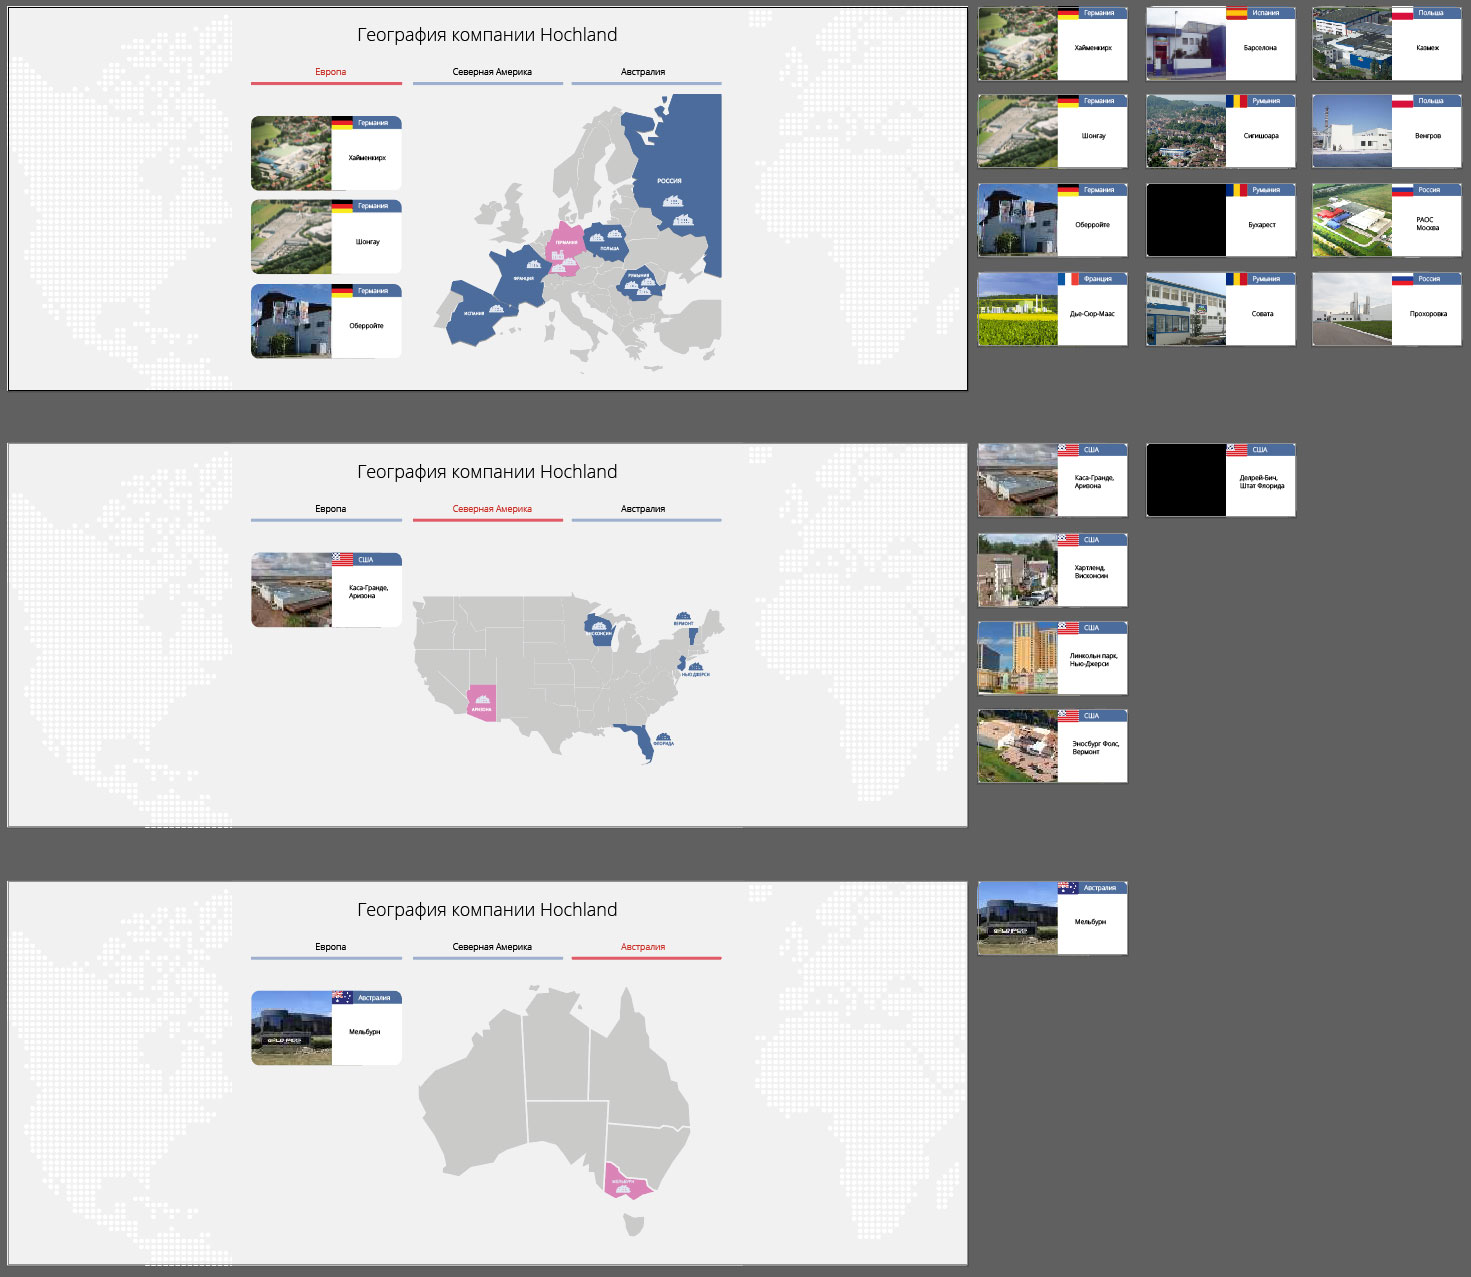 География компании Hochland
Европа
Северная Америка
Австралия
Германия
Хайменкирх
Германия
Шонгау
Германия
Оберройте
РОССИЯ
ГЕРМАНИЯ
ПОЛЬША
ФРАНЦИЯ
РУМЫНИЯ
ИСПАНИЯ
Германия
Хайменкирх
Испания
Барселона
Польша
Казмеж
Германия
Шонгау
Румыния
Сигишоара
Польша
Венгров
Германия
Оберройте
Румыния
Бухарест
Россия
РАОС
Москва
Франция
Дье-Сюр-Маас
Румыния
Совата
Россия
Прохоровка
География компании Hochland
Европа
Северная Америка
Австралия
США
Каса-Гранде,
Аризона
ВИСКОНСИН
ВЕРМОНТ
НЬЮ ДЖЕРСИ
АРИЗОНА
ФЛОРИДА
США
Каса-Гранде,
Аризона
США
Делрей-Бич,
Штат Флорида
США
Хартленд,
Висконсин
США
Линкольн парк,
Нью-Джерси
США
Эносбург Фолс,
Вермонт
География компании Hochland
Европа
Северная Америка
Австралия
Австралия
Мельбурн
МЕЛЬБУРН
Австралия
Мельбурн